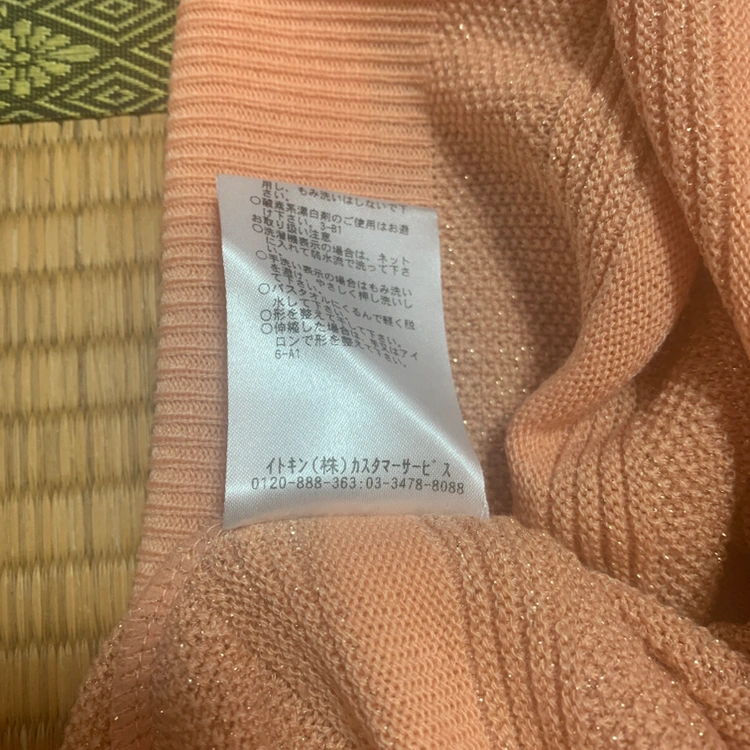 用し、もみ洗いはしないで下
さい。
○酸素系漂白剤のご使用はお避
け下さい。3-B1
お取り扱い注意
○洗濯機表示の場合は、ネット
に入れて弱水流で洗って下さ
い。
○手洗い表示の場合はもみ洗い
を避け、やさしく押し洗いし
て下さい。
○バスタオルにくるんで軽く脱
水して下さい。
○形を整えて干して下さい。
○伸縮した場合は、毛又はアイ
ロンで形を整えて下さい。
6-A1
イトキン(株)カスタマーサービス
0120-888-363:03-3478-8088